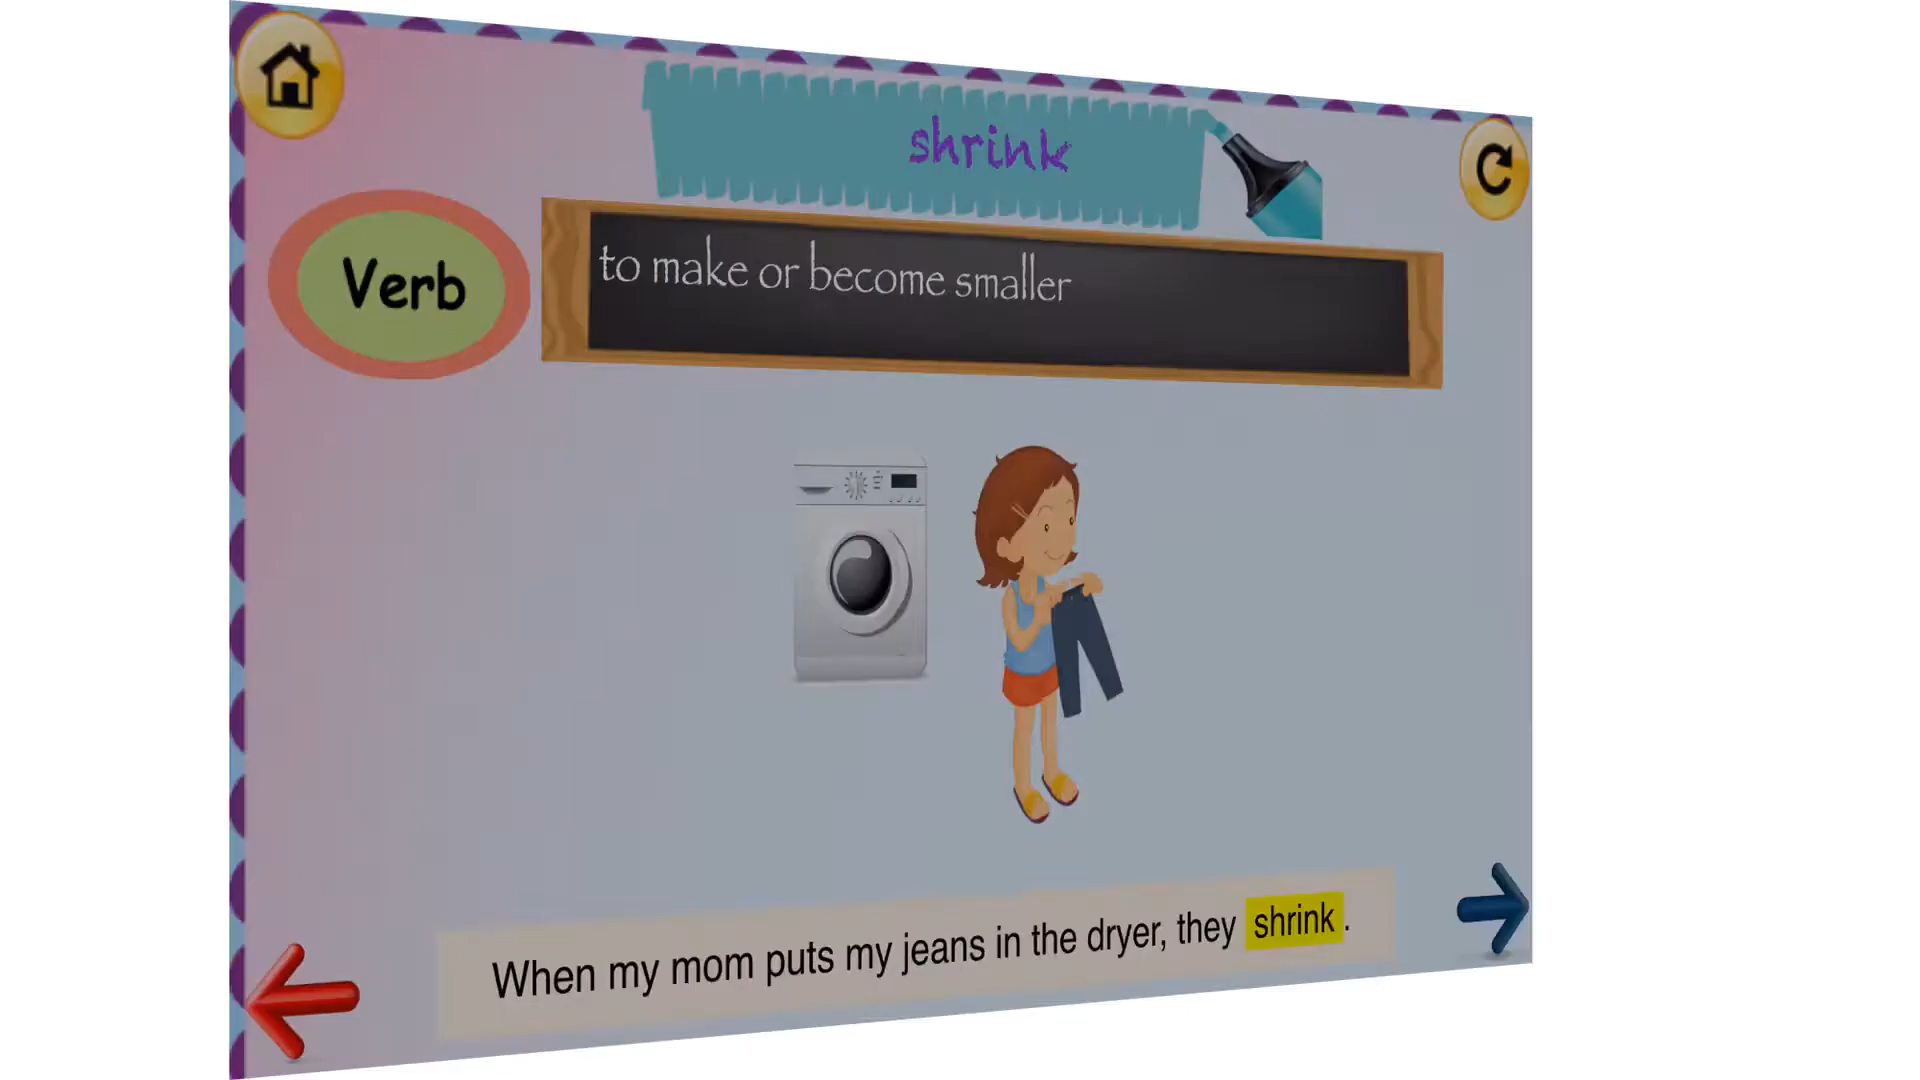 shrink
Verb
to make or become smaller
When my mom puts my jeans in the dryer, they shrink.